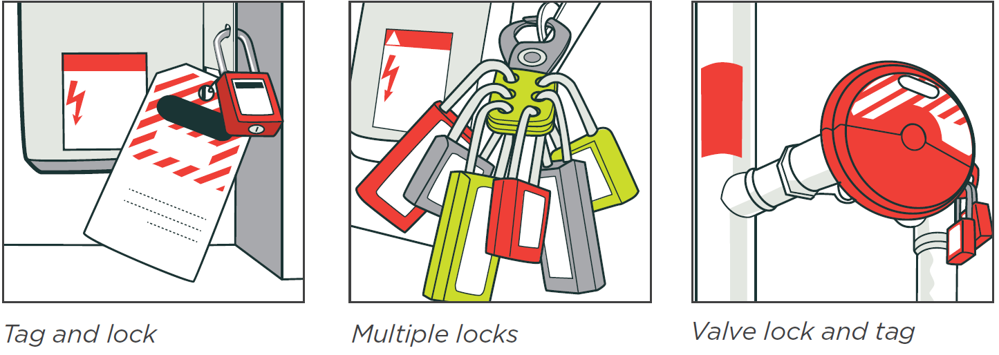 Tag and lock
Multiple locks
Valve lock and tag